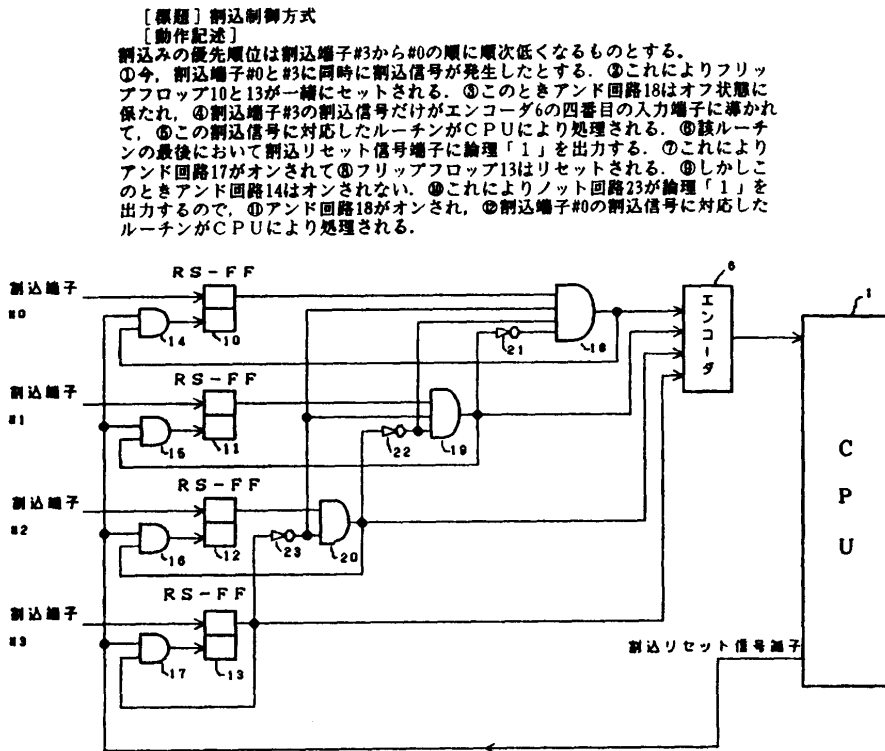 ［標題］割込制御方式
［動作記述］
割込みの優先順位は割込端子#3から#0の順に順次低くなるものとする。
①今，割込端子#0と#3に同時に割込信号が発生したとする．②これによりフリッ
プフロップ10と13が一緒にセットされる．③このときアンド回路18はオフ状態に
保たれ，④割込端子#3の割込信号だけがエンコーダ6の四番目の入力端子に導かれ
て，⑤この割込信号に対応したルーチンがＣＰＵにより処理される．⑥該ルーチ
ンの最後において割込リセット信号端子に論理「１」を出力する．⑦これにより
アンド回路17がオンされて⑧フリップフロップ13はリセットされる．⑨しかしこ
のときアンド回路14はオンされない．⑩これによりノット回路23が論理「１」を
出力するので，⑪アンド回路18がオンされ，⑫割込端子#0の割込信号に対応した
ルーチンがＣＰＵにより処理される．
割込端子
#0
RS-FF
14
10
21
18
6
エンコーダ
1
割込端子
#1
RS-FF
15
11
22
19
割込端子
#2
RS-FF
16
12
23
20
ＣＰＵ
割込端子
#3
RS-FF
17
13
割込リセット信号端子